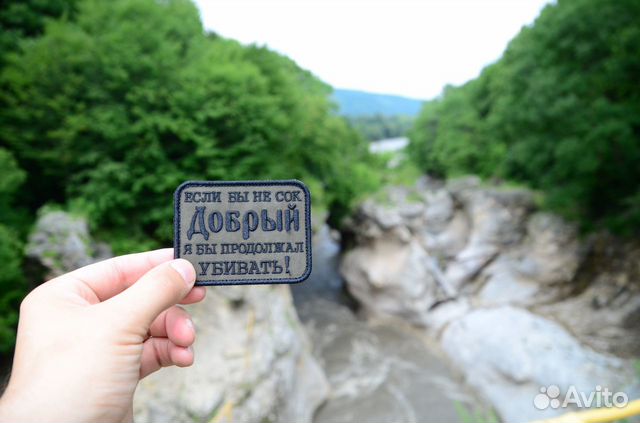 ЕСЛИ БЫ НЕ СОК
ДОБРЫЙ
Я БЫ ПРОДОЛЖАЛ
УБИВАТЬ!
Avito